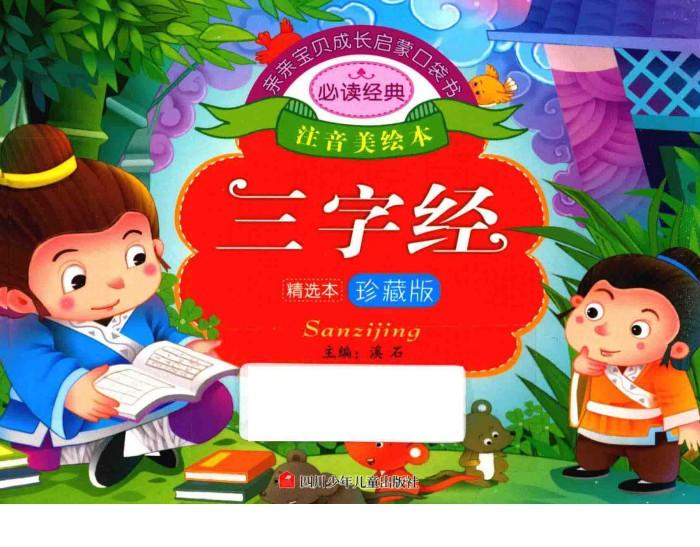 亲亲宝贝成长启蒙口袋书
必读经典
注音美绘本
三字经
精选本 珍藏版
Sanzijing
主编：溪 石
四川少年儿童出版社